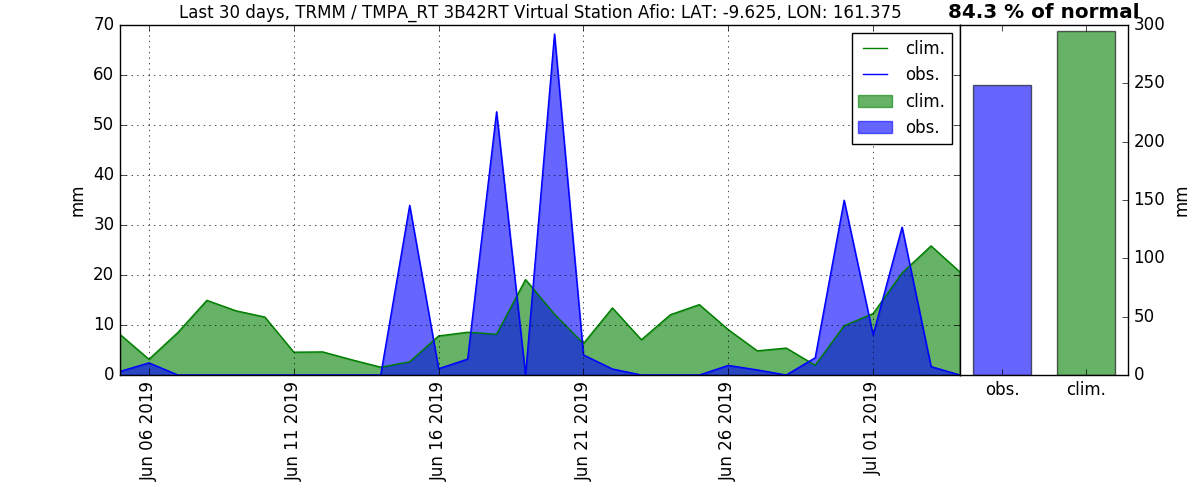 Last 30 days, TRMM / TMPA_RT 3B42RT Virtual Station Afio: LAT: -9.625, LON: 161.375
84.3 % of normal
70
60
50
40
30
20
10
0
mm
clim.
obs.
clim.
obs.
Jun 06 2019
Jun 11 2019
Jun 16 2019
Jun 21 2019
Jun 26 2019
Jul 01 2019
300
250
200
150
100
50
0
mm
obs.
clim.